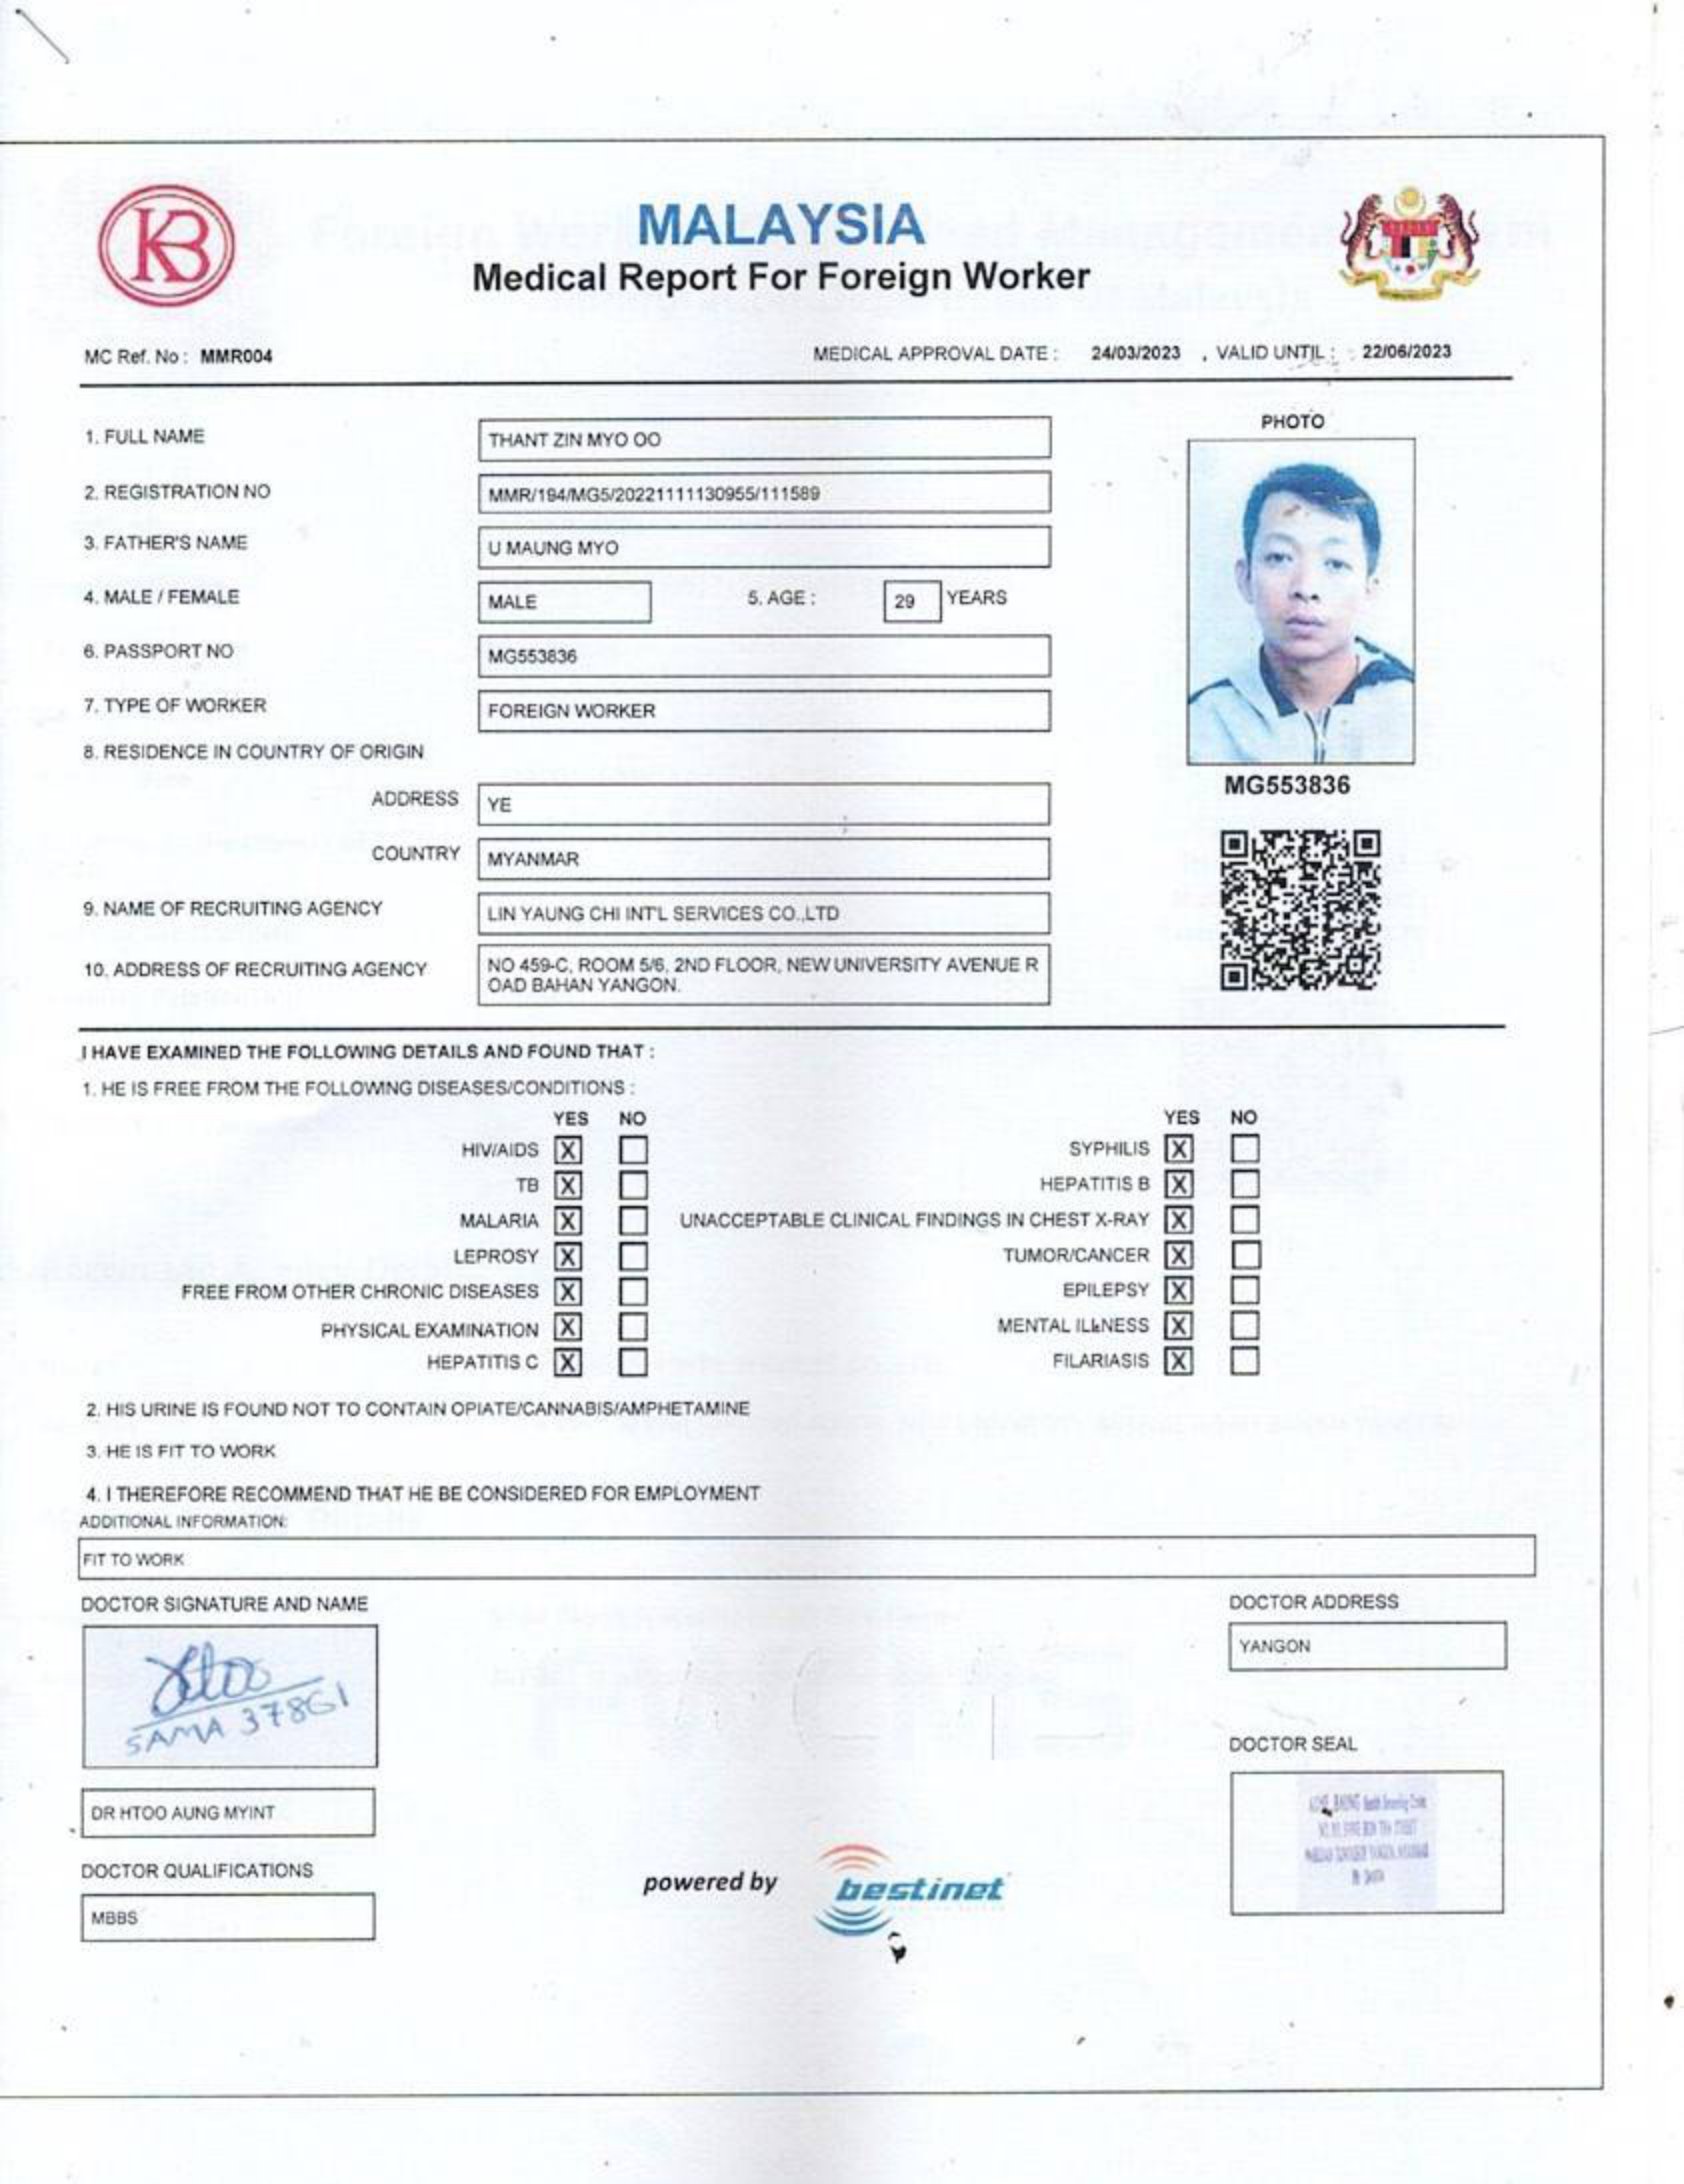 KB
MALAYSIA
Medical Report For Foreign Worker
MC Ref. No : MMR004
MEDICAL APPROVAL DATE : 24/03/2023 , VALID UNTIL : 22/06/2023
PHOTO
1. FULL NAME THANT ZIN MYO OO
2. REGISTRATION NO MMR/194/MG5/20221111130955/111589
3. FATHER'S NAME U MAUNG MYO
4. MALE / FEMALE MALE 5. AGE : 29 YEARS
6. PASSPORT NO MG553836
7. TYPE OF WORKER FOREIGN WORKER
8. RESIDENCE IN COUNTRY OF ORIGIN
MG553836
ADDRESS YE
COUNTRY MYANMAR
9. NAME OF RECRUITING AGENCY LIN YAUNG CHI INT'L SERVICES CO.,LTD
10. ADDRESS OF RECRUITING AGENCY NO 459-C, ROOM 5/6, 2ND FLOOR, NEW UNIVERSITY AVENUE R
OAD BAHAN YANGON.
I HAVE EXAMINED THE FOLLOWING DETAILS AND FOUND THAT :
1. HE IS FREE FROM THE FOLLOWING DISEASES/CONDITIONS :
YES NO YES NO
HIV/AIDS X SYPHILIS X
TB X HEPATITIS B X
MALARIA X UNACCEPTABLE CLINICAL FINDINGS IN CHEST X-RAY X
LEPROSY X TUMOR/CANCER X
FREE FROM OTHER CHRONIC DISEASES X EPILEPSY X
PHYSICAL EXAMINATION X MENTAL ILLNESS X
HEPATITIS C X FILARIASIS X
2. HIS URINE IS FOUND NOT TO CONTAIN OPIATE/CANNABIS/AMPHETAMINE
3. HE IS FIT TO WORK
4. I THEREFORE RECOMMEND THAT HE BE CONSIDERED FOR EMPLOYMENT
ADDITIONAL INFORMATION:
FIT TO WORK
DOCTOR SIGNATURE AND NAME
DOCTOR ADDRESS
YANGON
SAMA 37861
DOCTOR SEAL
DR HTOO AUNG MYINT
DOCTOR QUALIFICATIONS
MBBS
powered by bestinet